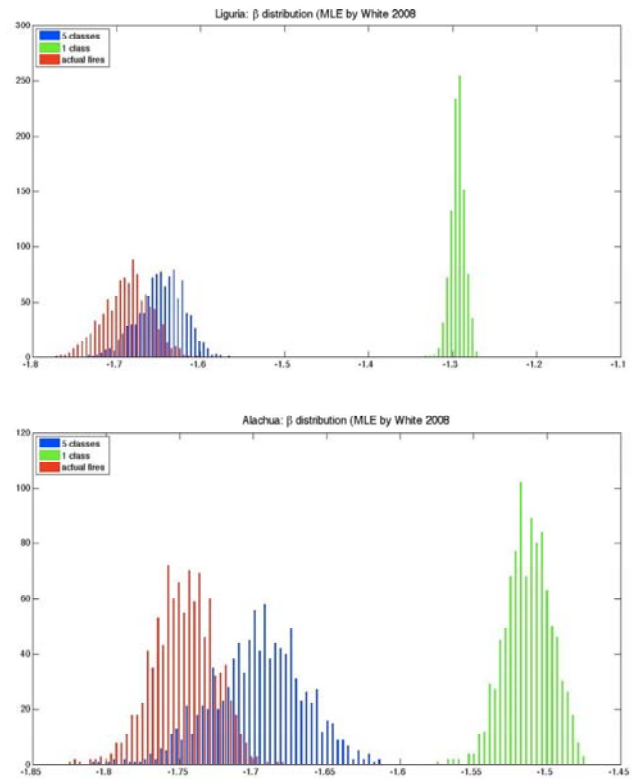 Liguria: β distribution (MLE by White 2008
300
5 classes
1 class
actual fires
250
200
150
100
50
0
-1.8 -1.7 -1.6 -1.5 -1.4 -1.3 -1.2 -1.1
Alachua: β distribution (MLE by White 2008
120
5 classes
1 class
actual fires
100
80
60
40
20
0
-1.85 -1.8 -1.75 -1.7 -1.65 -1.6 -1.55 -1.5 -1.45